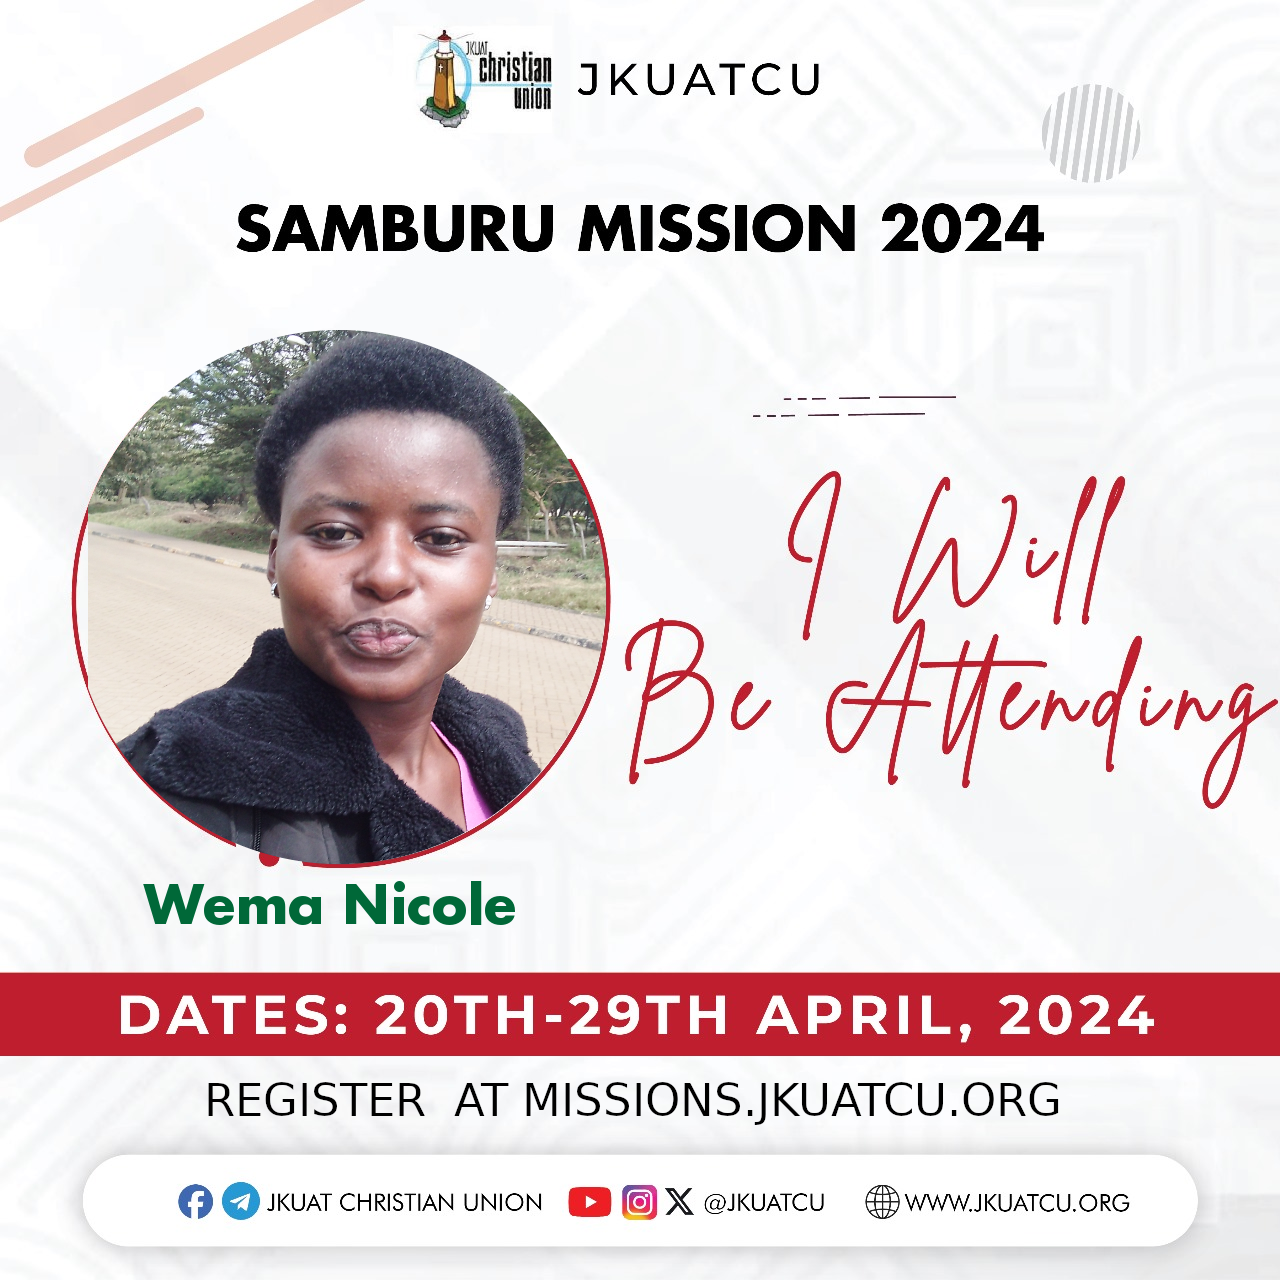 JKUAT
christian
union
JKUATCU
SAMBURU MISSION 2024
I Will
Be Attending
Wema Nicole
DATES: 20TH-29TH APRIL, 2024
REGISTER  AT MISSIONS.JKUATCU.ORG
JKUAT CHRISTIAN UNION @JKUATCU WWW.JKUATCU.ORG